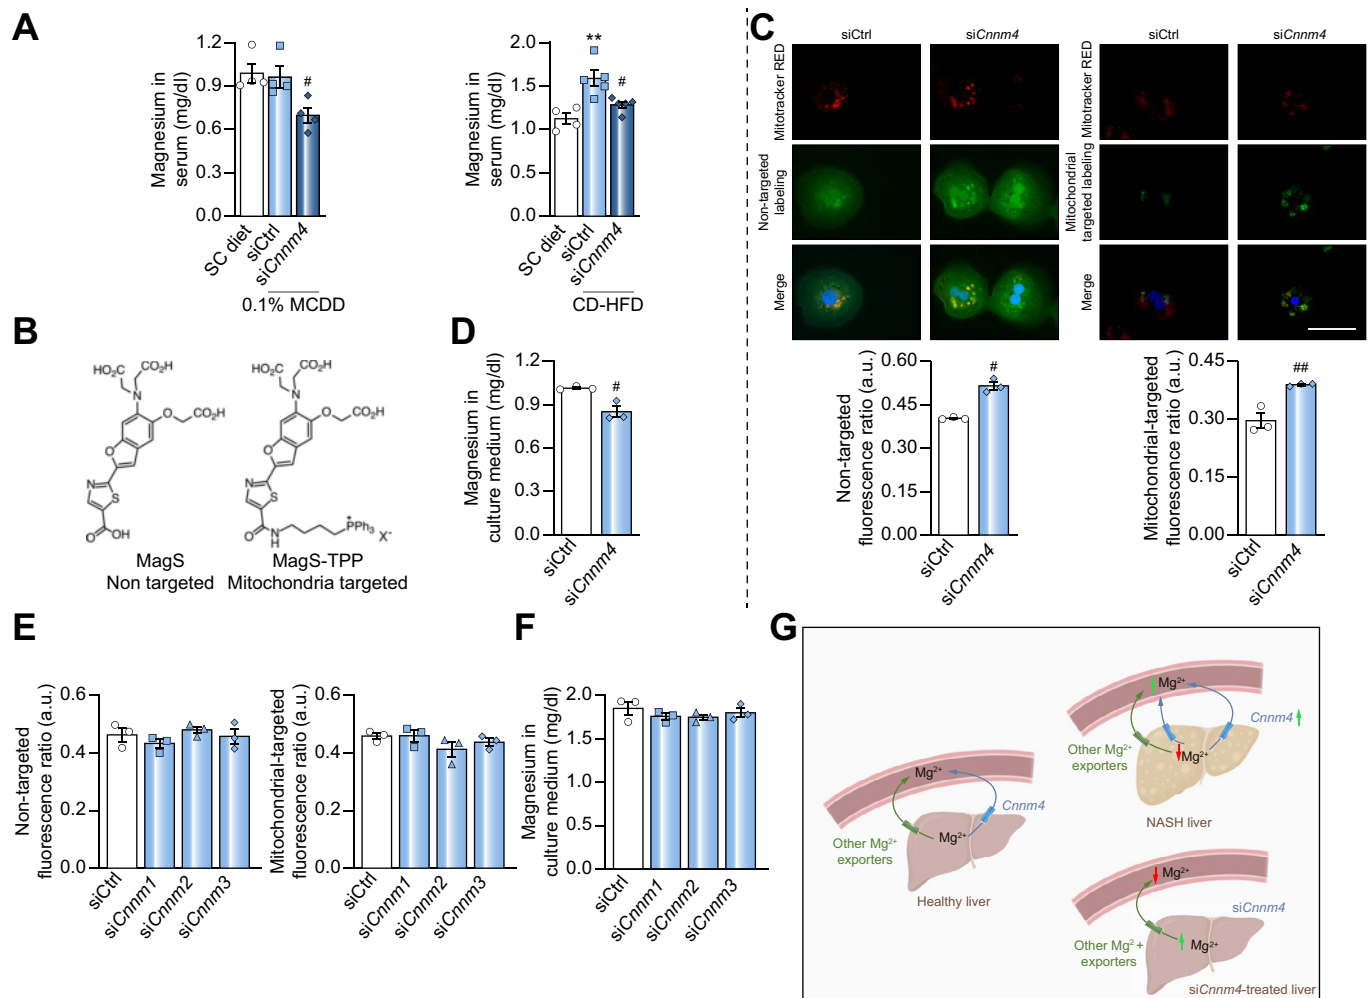 A
Magnesium in
serum (mg/dl)
1.2
0.9
0.6
0.3
0.0
#
SC diet
siCtrl
siCnnm4
0.1% MCDD
Magnesium in
serum (mg/dl)
2.0
1.5
1.0
0.5
0.0
**
#
SC diet
siCtrl
siCnnm4
CD-HFD
B
HO₂C
CO₂H
N
O
CO₂H
O
N
S
O
OH
MagS
Non targeted
HO₂C
CO₂H
N
O
CO₂H
O
N
S
O
N
H
+
PPh₃
X⁻
MagS-TPP
Mitochondria targeted
C
siCtrl
siCnnm4
siCtrl
siCnnm4
Mitotracker RED
Non-targeted
labeling
Merge
Mitotracker RED
Mitochondrial
targeted labeling
Merge
Non-targeted
fluorescence ratio (a.u.)
0.60
0.45
0.30
0.15
0.00
#
siCtrl
siCnnm4
Mitochondrial-targeted
fluorescence ratio (a.u.)
0.45
0.30
0.15
0.00
##
siCtrl
siCnnm4
D
Magnesium in
culture medium (mg/dl)
1.2
0.9
0.6
0.3
0.0
#
siCtrl
siCnnm4
E
Non-targeted
fluorescence ratio (a.u.)
0.6
0.4
0.2
0.0
siCtrl
siCnnm1
siCnnm2
siCnnm3
Mitochondrial-targeted
fluorescence ratio (a.u.)
0.6
0.4
0.2
0.0
siCtrl
siCnnm1
siCnnm2
siCnnm3
F
Magnesium in
culture medium (mg/dl)
2.0
1.5
1.0
0.5
0.0
siCtrl
siCnnm1
siCnnm2
siCnnm3
G
Mg²⁺
Cnnm4
Mg²⁺
Other Mg²⁺
exporters
Healthy liver
Mg²⁺
Cnnm4
Other Mg²⁺
exporters
Mg²⁺
NASH liver
Mg²⁺
siCnnm4
Other Mg²⁺
exporters
Mg²⁺
siCnnm4-treated liver